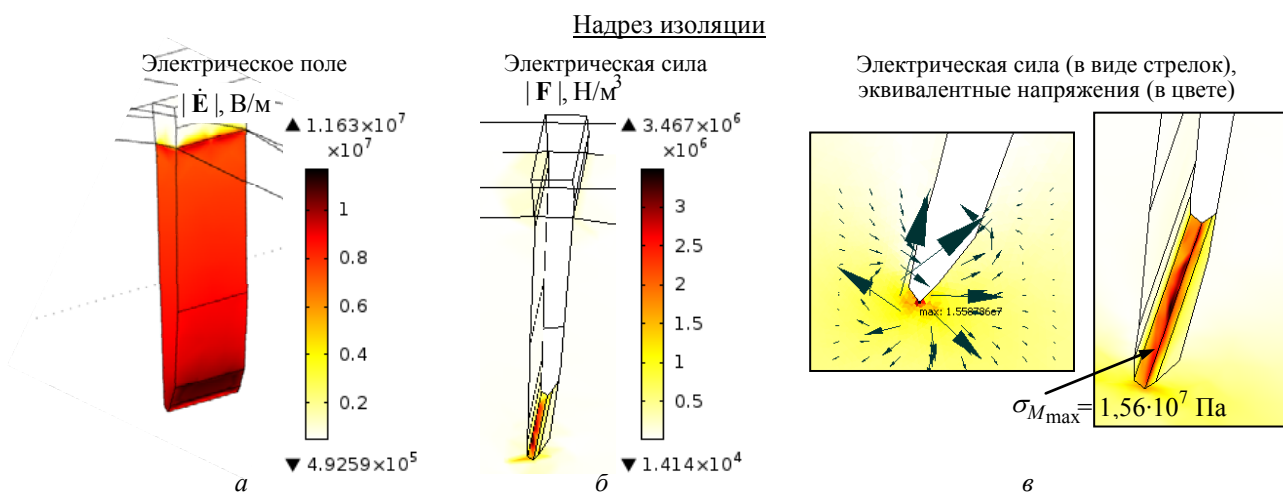 Надрез изоляции
Электрическое поле
| Ė |, В/м
▲ 1.163×10⁷
×10⁷
1
0.8
0.6
0.4
0.2
▼ 4.9259×10⁵
а
Электрическая сила
| F |, Н/м³
▲ 3.467×10⁶
×10⁶
3
2.5
2
1.5
1
0.5
▼ 1.414×10⁴
б
Электрическая сила (в виде стрелок),
эквивалентные напряжения (в цвете)
max: 1.558786e7
σMmax= 1,56·10⁷ Па
в